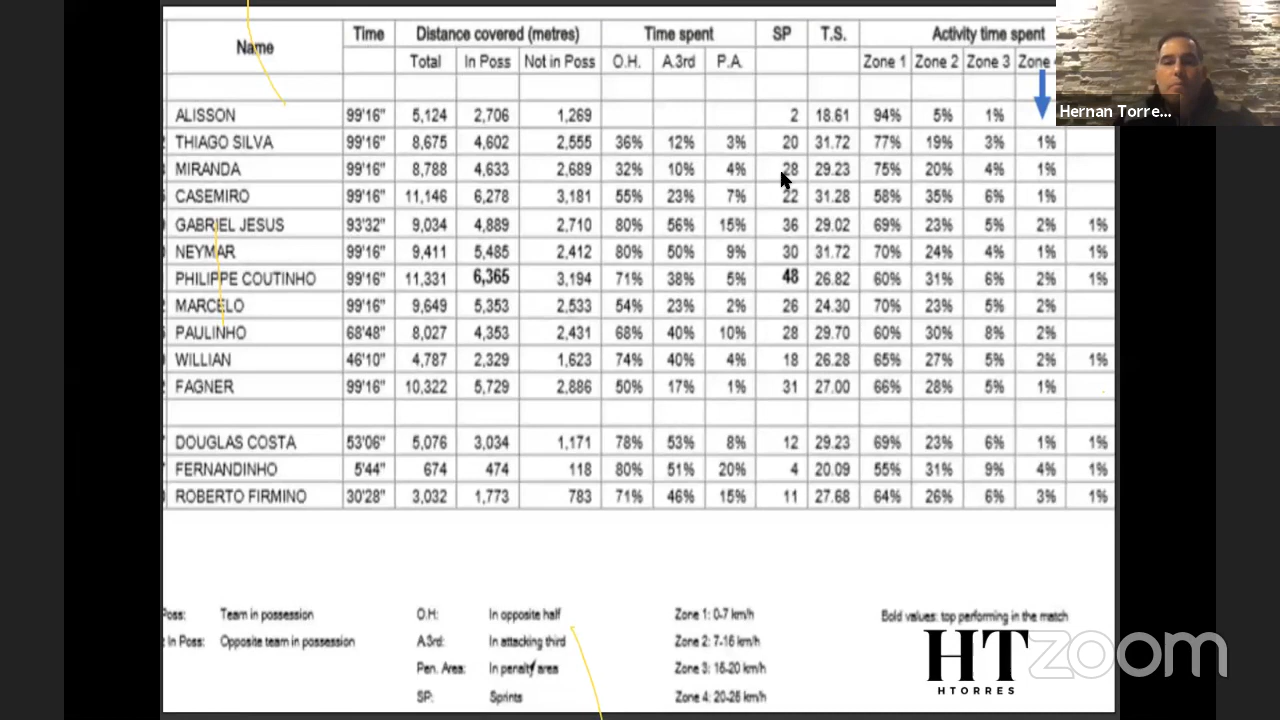 Name Time Distance covered (metres) Time spent SP T.S. Activity time spent
Total In Poss Not in Poss O.H. A.3rd P.A. Zone 1 Zone 2 Zone 3 Zone
ALISSON 99'16" 5,124 2,706 1,269 2 18.61 94% 5% 1%
THIAGO SILVA 99'16" 8,675 4,602 2,555 36% 12% 3% 20 31.72 77% 19% 3% 1%
MIRANDA 99'16" 8,788 4,633 2,689 32% 10% 4% 28 29.23 75% 20% 4% 1%
CASEMIRO 99'16" 11,146 6,278 3,181 55% 23% 7% 22 31.28 58% 35% 6% 1%
GABRIEL JESUS 93'32" 9,034 4,889 2,710 80% 56% 15% 36 29.02 69% 23% 5% 2% 1%
NEYMAR 99'16" 9,411 5,485 2,412 80% 50% 9% 30 31.72 70% 24% 4% 1% 1%
PHILIPPE COUTINHO 99'16" 11,331 6,365 3,194 71% 38% 5% 48 26.82 60% 31% 6% 2% 1%
MARCELO 99'16" 9,649 5,353 2,533 54% 23% 2% 26 24.30 70% 23% 5% 2%
PAULINHO 68'48" 8,027 4,353 2,431 68% 40% 10% 28 29.70 60% 30% 8% 2%
WILLIAN 46'10" 4,787 2,329 1,623 74% 40% 4% 18 26.28 65% 27% 5% 2% 1%
FAGNER 99'16" 10,322 5,729 2,886 50% 17% 1% 31 27.00 66% 28% 5% 1%
DOUGLAS COSTA 53'06" 5,076 3,034 1,171 78% 53% 8% 12 29.23 69% 23% 6% 1% 1%
FERNANDINHO 5'44" 674 474 118 80% 51% 20% 4 20.09 55% 31% 9% 4% 1%
ROBERTO FIRMINO 30'28" 3,032 1,773 783 71% 46% 15% 11 27.68 64% 26% 6% 3% 1%
Poss: Team in possession O.H: In opposite half Zone 1: 0-7 km/h Bold values: top performing in the match
In Poss: Opposite team in possession A.3rd: In attacking third Zone 2: 7-15 km/h
Pen. Area: In penalty area Zone 3: 15-20 km/h
SP: Sprints Zone 4: 20-25 km/h
HT
HTORRES
zoom
Hernan Torre...